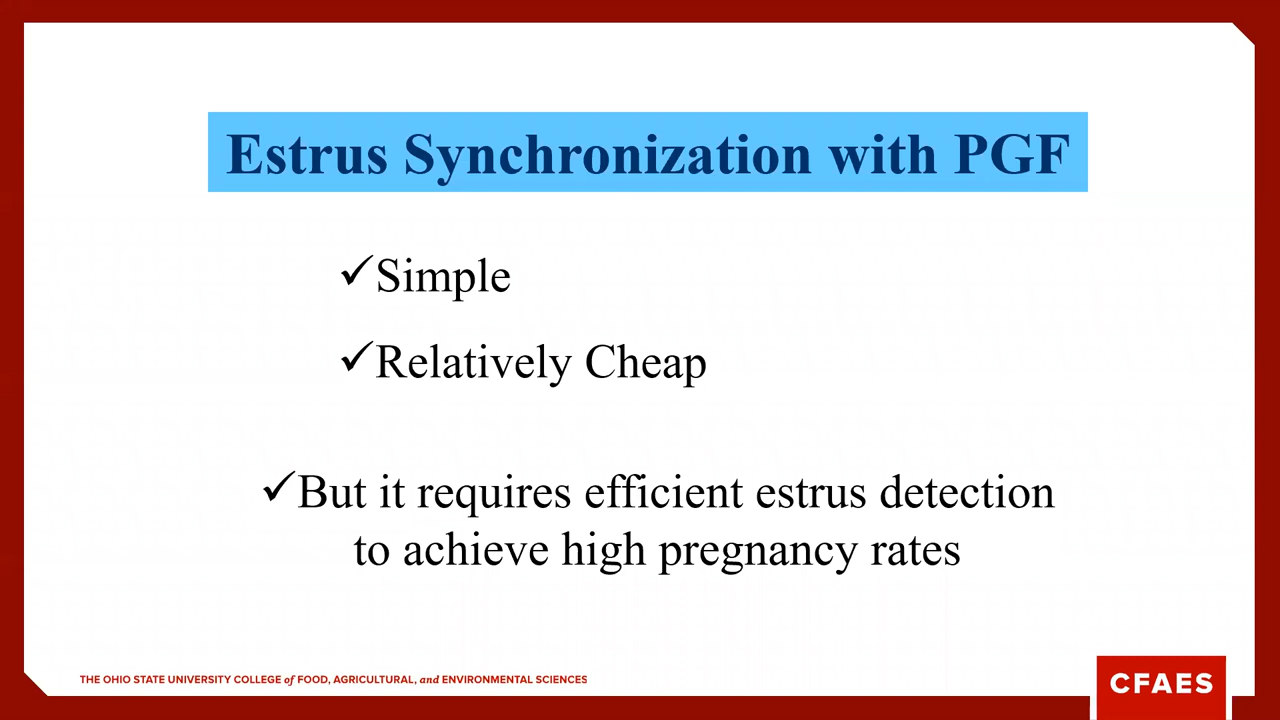 Estrus Synchronization with PGF
✓Simple
✓Relatively Cheap
✓But it requires efficient estrus detection
to achieve high pregnancy rates
THE OHIO STATE UNIVERSITY COLLEGE of FOOD, AGRICULTURAL, and ENVIRONMENTAL SCIENCES
CFAES